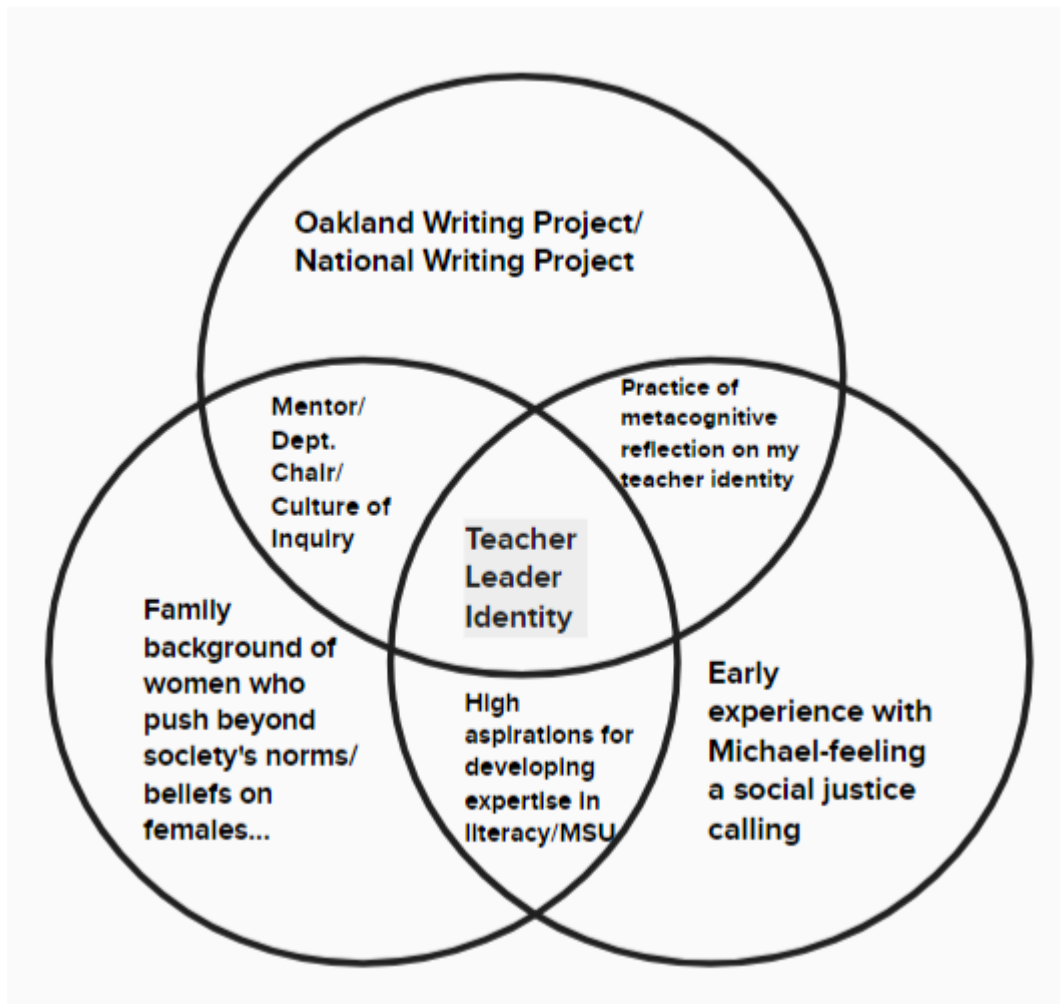 Oakland Writing Project/
National Writing Project
Mentor/
Dept.
Chair/
Culture of
Inquiry
Practice of
metacognitive
reflection on my
teacher identity
Teacher
Leader
Identity
Family
background of
women who
push beyond
society's norms/
beliefs on
females...
High
aspirations for
developing
expertise in
literacy/MSU
Early
experience with
Michael-feeling
a social justice
calling